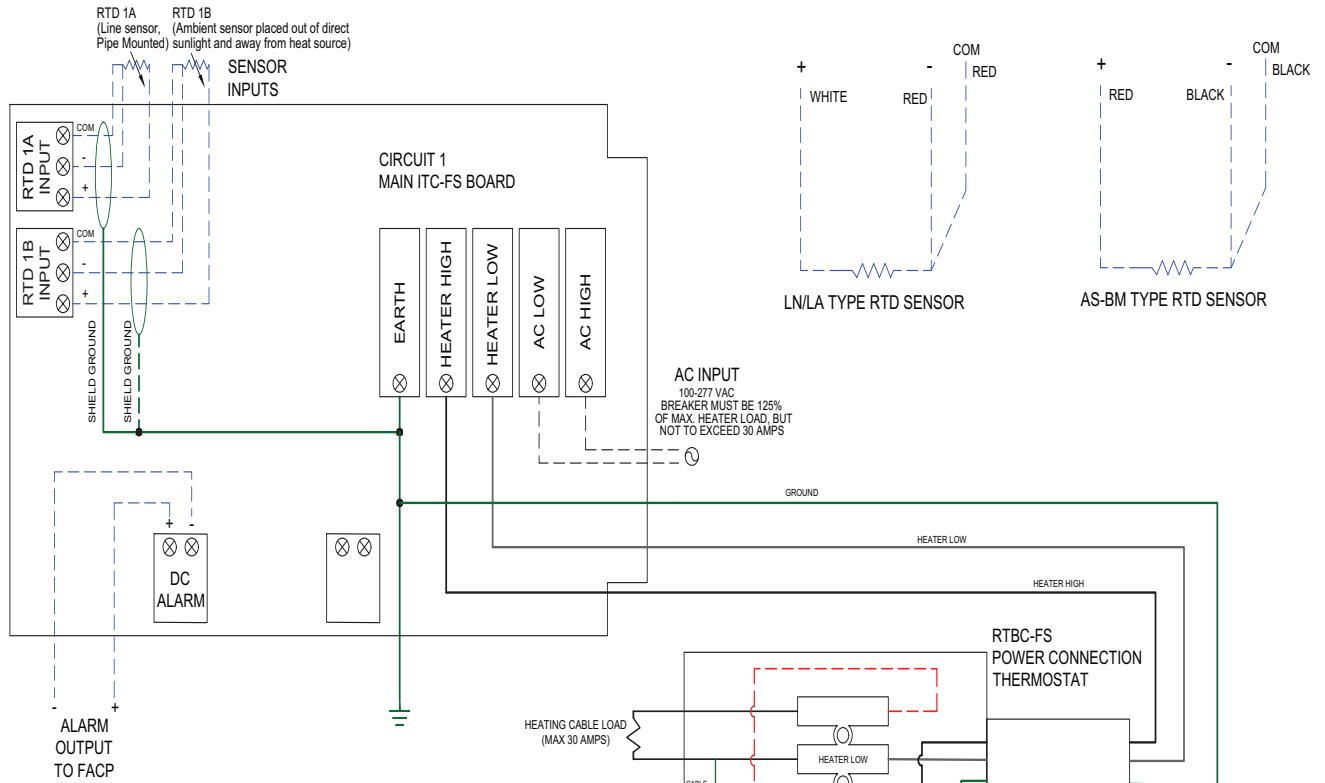 RTD 1A
(Line sensor,
Pipe Mounted)
RTD 1B
(Ambient sensor placed out of direct
sunlight and away from heat source)
SENSOR
INPUTS
RTD 1A
INPUT
COM
-
+
RTD 1B
INPUT
COM
-
+
SHIELD GROUND
SHIELD GROUND
CIRCUIT 1
MAIN ITC-FS BOARD
EARTH
HEATER HIGH
HEATER LOW
AC LOW
AC HIGH
AC INPUT
100-277 VAC
BREAKER MUST BE 125%
OF MAX. HEATER LOAD, BUT
NOT TO EXCEED 30 AMPS
+
-
COM
RED
WHITE
RED
LN/LA TYPE RTD SENSOR
+
-
COM
BLACK
RED
BLACK
AS-BM TYPE RTD SENSOR
GROUND
HEATER LOW
HEATER HIGH
+ -
DC
ALARM
- +
ALARM
OUTPUT
TO FACP
RTBC-FS
POWER CONNECTION
THERMOSTAT
HEATING CABLE LOAD
(MAX 30 AMPS)
HEATER LOW
CABLE